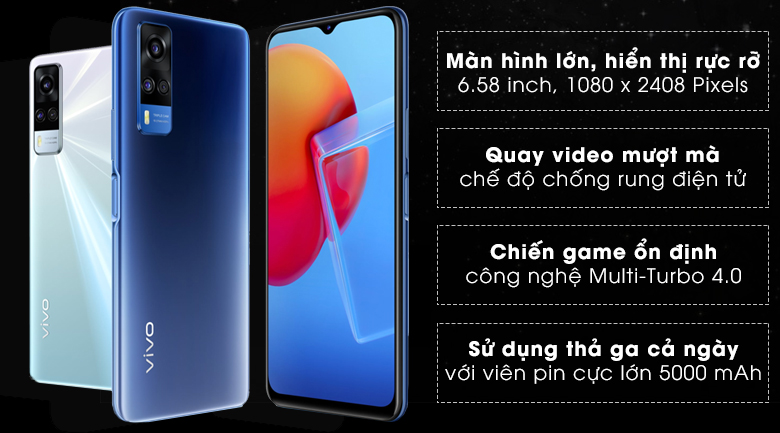 Màn hình lớn, hiển thị rực rỡ
6.58 inch, 1080 x 2408 Pixels
Quay video mượt mà
chế độ chống rung điện tử
Chiến game ổn định
công nghệ Multi-Turbo 4.0
Sử dụng thả ga cả ngày
với viên pin cực lớn 5000 mAh
vivo
vivo